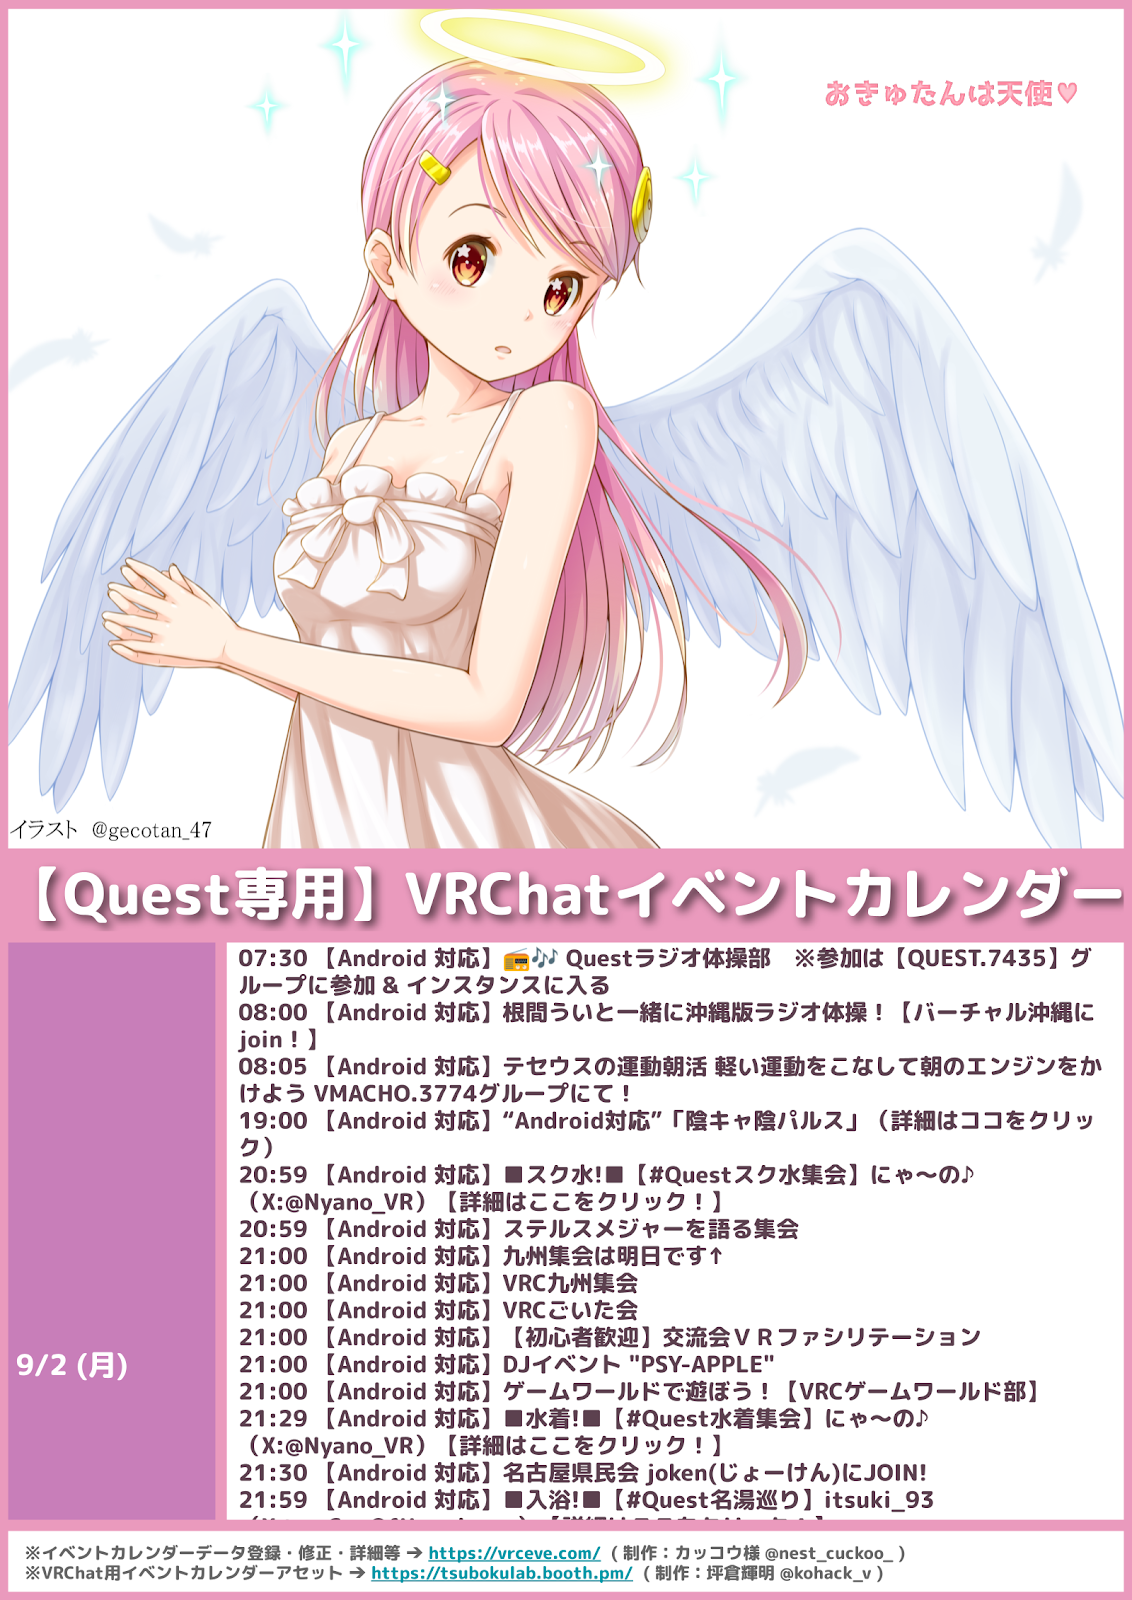 おきゅたんは天使♥
イラスト @gecotan_47
【Quest専用】VRChatイベントカレンダー
9/2 (月)
07:30 【Android 対応】📻🎶 Questラジオ体操部　※参加は【QUEST.7435】グ
ループに参加 & インスタンスに入る
08:00 【Android 対応】根間ういと一緒に沖縄版ラジオ体操！【バーチャル沖縄に
join！】
08:05 【Android 対応】テセウスの運動朝活 軽い運動をこなして朝のエンジンをか
けよう VMACHO.3774グループにて！
19:00 【Android 対応】“Android対応”「陰キャ陰パルス」（詳細はココをクリッ
ク）
20:59 【Android 対応】■スク水!■【#Questスク水集会】にゃ～の♪
（X:@Nyano_VR）【詳細はここをクリック！】
20:59 【Android 対応】ステルスメジャーを語る集会
21:00 【Android 対応】九州集会は明日です↑
21:00 【Android 対応】VRC九州集会
21:00 【Android 対応】VRCごいた会
21:00 【Android 対応】【初心者歓迎】交流会ＶＲファシリテーション
21:00 【Android 対応】DJイベント "PSY-APPLE"
21:00 【Android 対応】ゲームワールドで遊ぼう！【VRCゲームワールド部】
21:29 【Android 対応】■水着!■【#Quest水着集会】にゃ～の♪
（X:@Nyano_VR）【詳細はここをクリック！】
21:30 【Android 対応】名古屋県民会 joken(じょーけん)にJOIN!
21:59 【Android 対応】■入浴!■【#Quest名湯巡り】itsuki_93
※イベントカレンダーデータ登録・修正・詳細等 ➔ https://vrceve.com/ ( 制作：カッコウ様 @nest_cuckoo_ )
※VRChat用イベントカレンダーアセット ➔ https://tsubokulab.booth.pm/ ( 制作：坪倉輝明 @kohack_v )